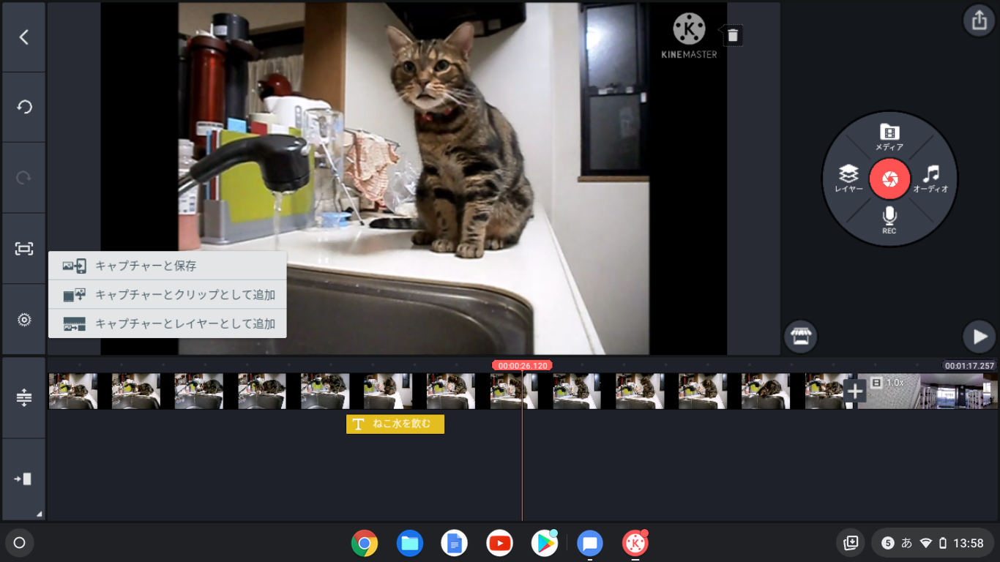 KINEMASTER
メディア
レイヤー
オーディオ
REC
キャプチャーと保存
キャプチャーとクリップとして追加
キャプチャーとレイヤーとして追加
00:00:26.120
00:01:17.257
1.0x
T ねこ水を飲む
5 あ 13:58